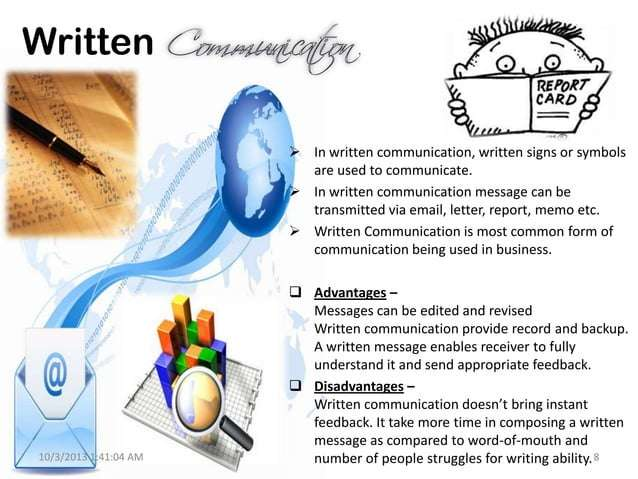 Written Communication
REPORT
CARD
➢ In written communication, written signs or symbols
are used to communicate.
➢ In written communication message can be
transmitted via email, letter, report, memo etc.
➢ Written Communication is most common form of
communication being used in business.
❑ Advantages –
Messages can be edited and revised
Written communication provide record and backup.
A written message enables receiver to fully
understand it and send appropriate feedback.
❑ Disadvantages –
Written communication doesn’t bring instant
feedback. It take more time in composing a written
message as compared to word-of-mouth and
number of people struggles for writing ability.
@
10/3/2013 1:41:04 AM
8